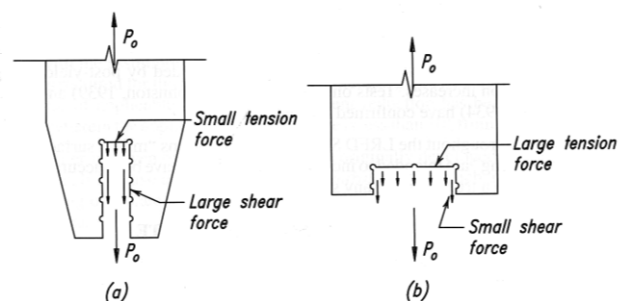 Pₒ
Small tension
force
Large shear
force
Pₒ
(a)
Pₒ
Large tension
force
Small shear
force
Pₒ
(b)